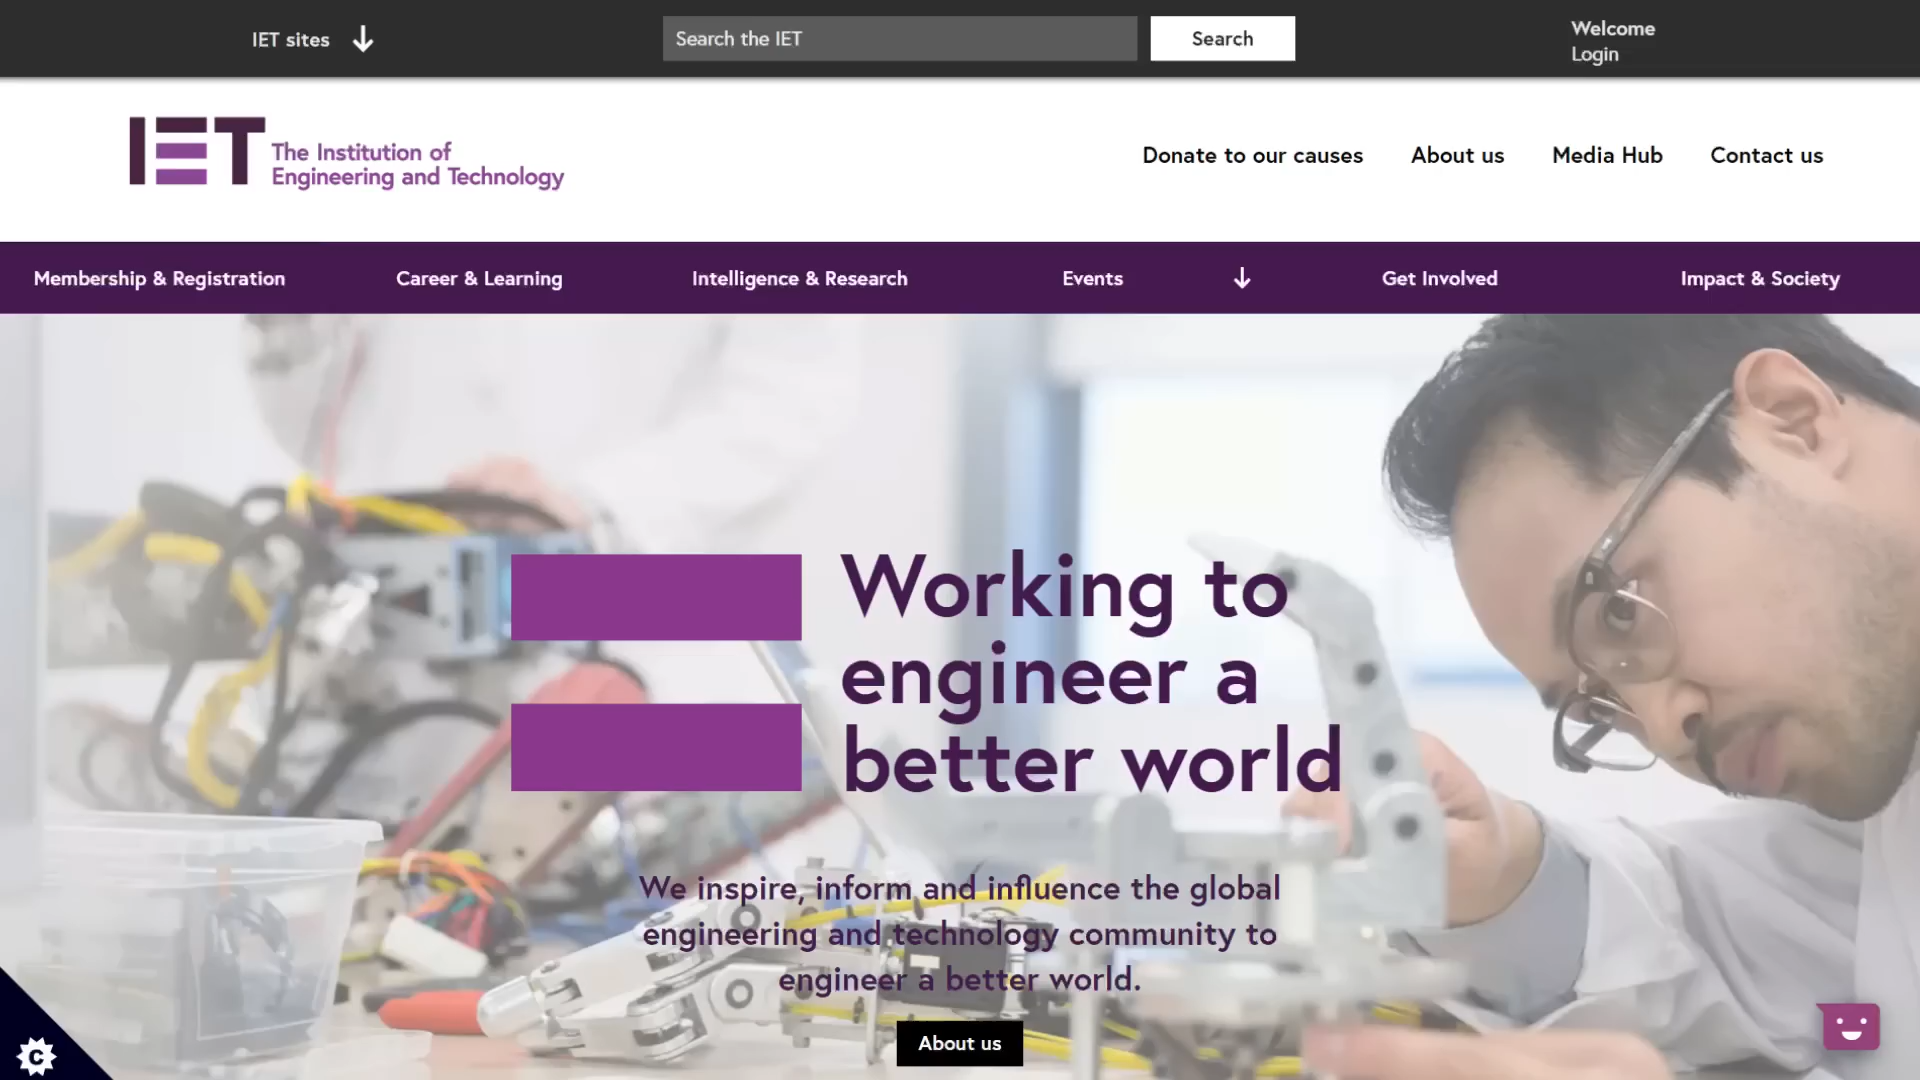 IET sites
Search the IET
Search
Welcome
Login
IET The Institution of
Engineering and Technology
Donate to our causes
About us
Media Hub
Contact us
Membership & Registration
Career & Learning
Intelligence & Research
Events
Get Involved
Impact & Society
Working to
engineer a
better world
We inspire, inform and influence the global
engineering and technology community to
engineer a better world.
About us
C